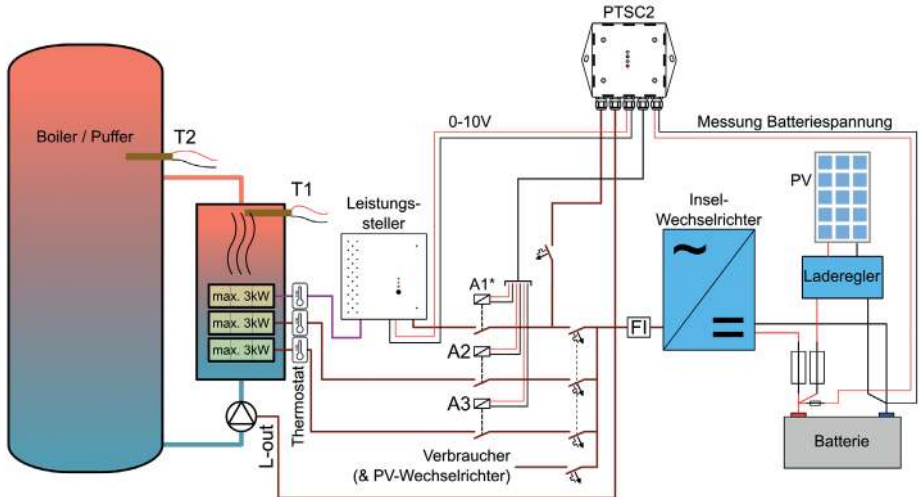 PTSC2
Boiler / Puffer
T2
0-10V
Messung Batteriespannung
T1
Leistungs-
steller
Insel-
Wechselrichter
PV
A1*
Laderegler
max. 3kW
max. 3kW
max. 3kW
Thermostat
FI
A2
A3
L-out
Verbraucher
(& PV-Wechselrichter)
Batterie